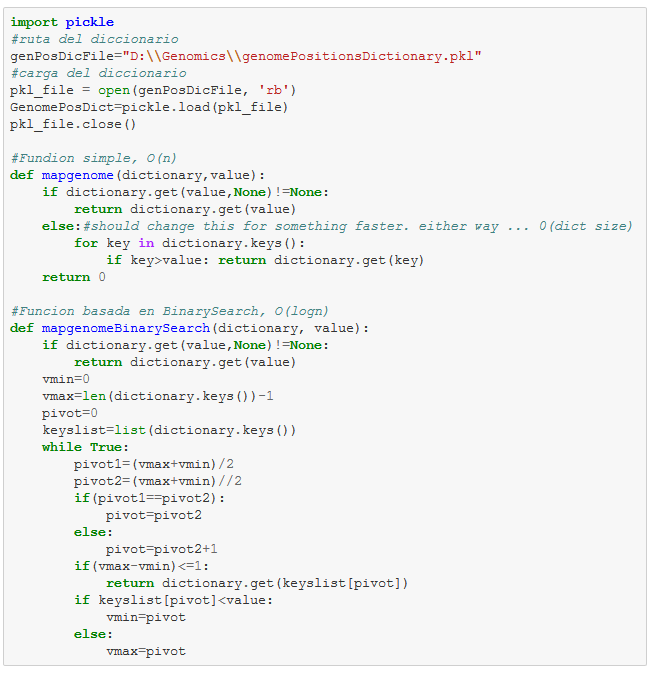 import pickle
#ruta del diccionario
genPosDicFile="D:\\Genomics\\genomePositionsDictionary.pkl"
#carga del diccionario
pkl_file = open(genPosDicFile, 'rb')
GenomePosDict=pickle.load(pkl_file)
pkl_file.close()

#Fundion simple, O(n)
def mapgenome(dictionary,value):
    if dictionary.get(value,None)!=None:
        return dictionary.get(value)
    else:#should change this for something faster. either way ... O(dict size)
        for key in dictionary.keys():
            if key>value: return dictionary.get(key)
    return 0

#Funcion basada en BinarySearch, O(logn)
def mapgenomeBinarySearch(dictionary, value):
    if dictionary.get(value,None)!=None:
        return dictionary.get(value)
    vmin=0
    vmax=len(dictionary.keys())-1
    pivot=0
    keyslist=list(dictionary.keys())
    while True:
        pivot1=(vmax+vmin)/2
        pivot2=(vmax+vmin)//2
        if(pivot1==pivot2):
            pivot=pivot2
        else:
            pivot=pivot2+1
        if(vmax-vmin)<=1:
            return dictionary.get(keyslist[pivot])
        if keyslist[pivot]<value:
            vmin=pivot
        else:
            vmax=pivot